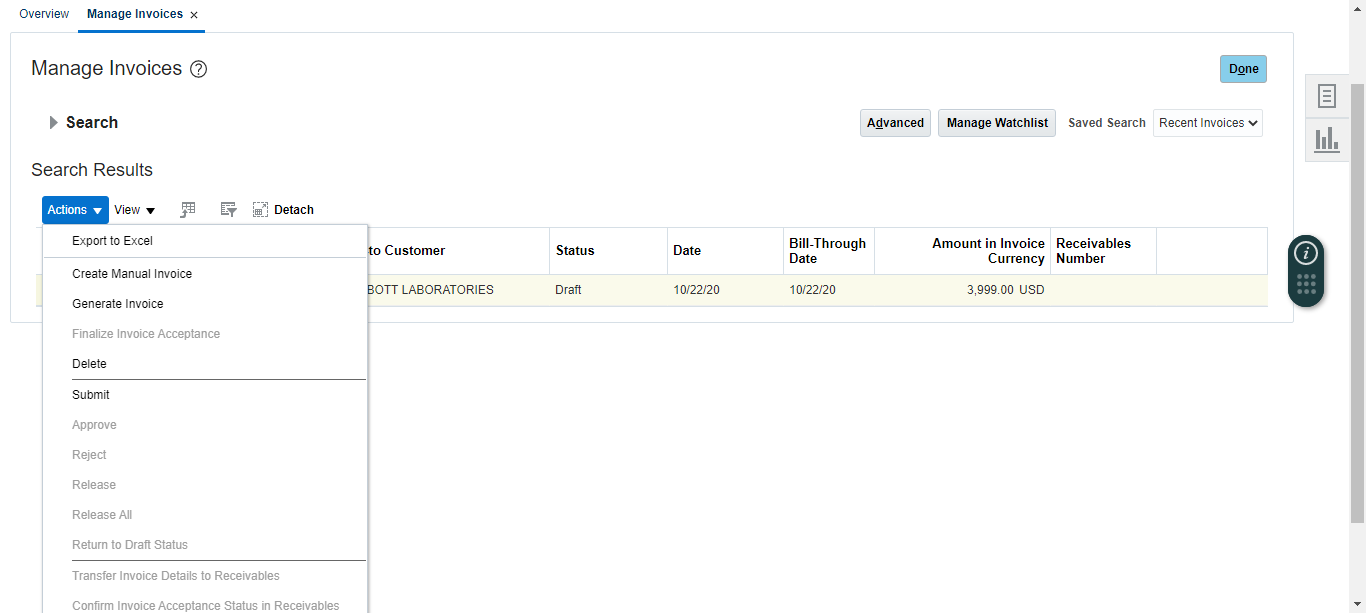 Overview Manage Invoices ×
Manage Invoices ?
Done
Search
Advanced Manage Watchlist Saved Search Recent Invoices
Search Results
Actions View Detach
Export to Excel
Create Manual Invoice
Generate Invoice
Finalize Invoice Acceptance
Delete
Submit
Approve
Reject
Release
Release All
Return to Draft Status
Transfer Invoice Details to Receivables
Confirm Invoice Acceptance Status in Receivables
to Customer Status Date Bill-Through Date Amount in Invoice Currency Receivables Number
BOTT LABORATORIES Draft 10/22/20 10/22/20 3,999.00 USD
i